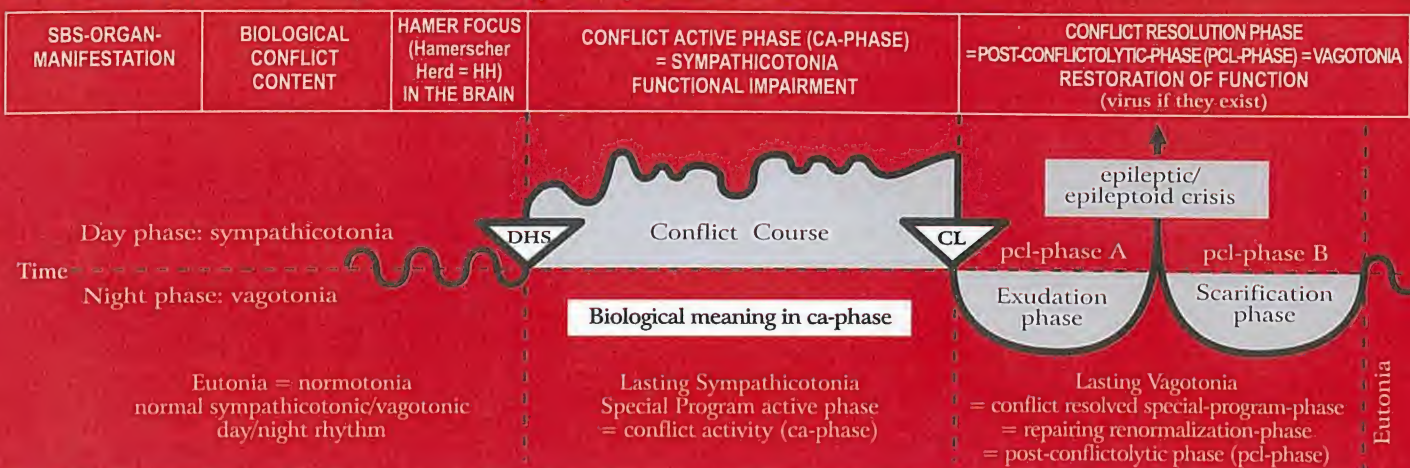 SBS-ORGAN-
MANIFESTATION
BIOLOGICAL
CONFLICT
CONTENT
HAMER FOCUS
(Hamerscher
Herd = HH)
IN THE BRAIN
CONFLICT ACTIVE PHASE (CA-PHASE)
= SYMPATHICOTONIA
FUNCTIONAL IMPAIRMENT
CONFLICT RESOLUTION PHASE
=POST-CONFLICTOLYTIC-PHASE (PCL-PHASE) = VAGOTONIA
RESTORATION OF FUNCTION
(virus if they exist)
epileptic/
epileptoid crisis
Day phase: sympathicotonia
DHS
Conflict Course
CL
pcl-phase A
pcl-phase B
Time
Night phase: vagotonia
Exudation
phase
Scarification
phase
Biological meaning in ca-phase
Eutonia = normotonia
normal sympathicotonic/vagotonic
day/night rhythm
Lasting Sympathicotonia
Special Program active phase
= conflict activity (ca-phase)
Lasting Vagotonia
= conflict resolved special-program-phase
= repairing renormalization-phase
= post-conflictolytic phase (pcl-phase)
Eutonia